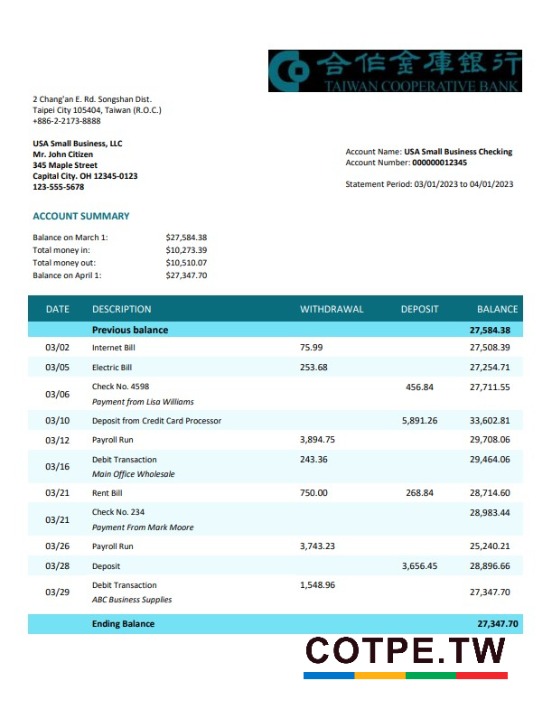 合作金庫銀行
TAIWAN COOPERATIVE BANK
2 Chang'an E. Rd. Songshan Dist.
Taipei City 105404, Taiwan (R.O.C.)
+886-2-2173-8888
USA Small Business, LLC
Mr. John Citizen
345 Maple Street
Capital City. OH 12345-0123
123-555-5678
Account Name: USA Small Business Checking
Account Number: 000000012345
Statement Period: 03/01/2023 to 04/01/2023
ACCOUNT SUMMARY
Balance on March 1: $27,584.38
Total money in: $10,273.39
Total money out: $10,510.07
Balance on April 1: $27,347.70
DATE DESCRIPTION WITHDRAWAL DEPOSIT BALANCE
Previous balance 27,584.38
03/02 Internet Bill 75.99 27,508.39
03/05 Electric Bill 253.68 27,254.71
03/06 Check No. 4598 456.84 27,711.55
Payment from Lisa Williams
03/10 Deposit from Credit Card Processor 5,891.26 33,602.81
03/12 Payroll Run 3,894.75 29,708.06
03/16 Debit Transaction 243.36 29,464.06
Main Office Wholesale
03/21 Rent Bill 750.00 268.84 28,714.60
03/21 Check No. 234 28,983.44
Payment From Mark Moore
03/26 Payroll Run 3,743.23 25,240.21
03/28 Deposit 3,656.45 28,896.66
03/29 Debit Transaction 1,548.96 27,347.70
ABC Business Supplies
Ending Balance 27,347.70
COTPE.TW